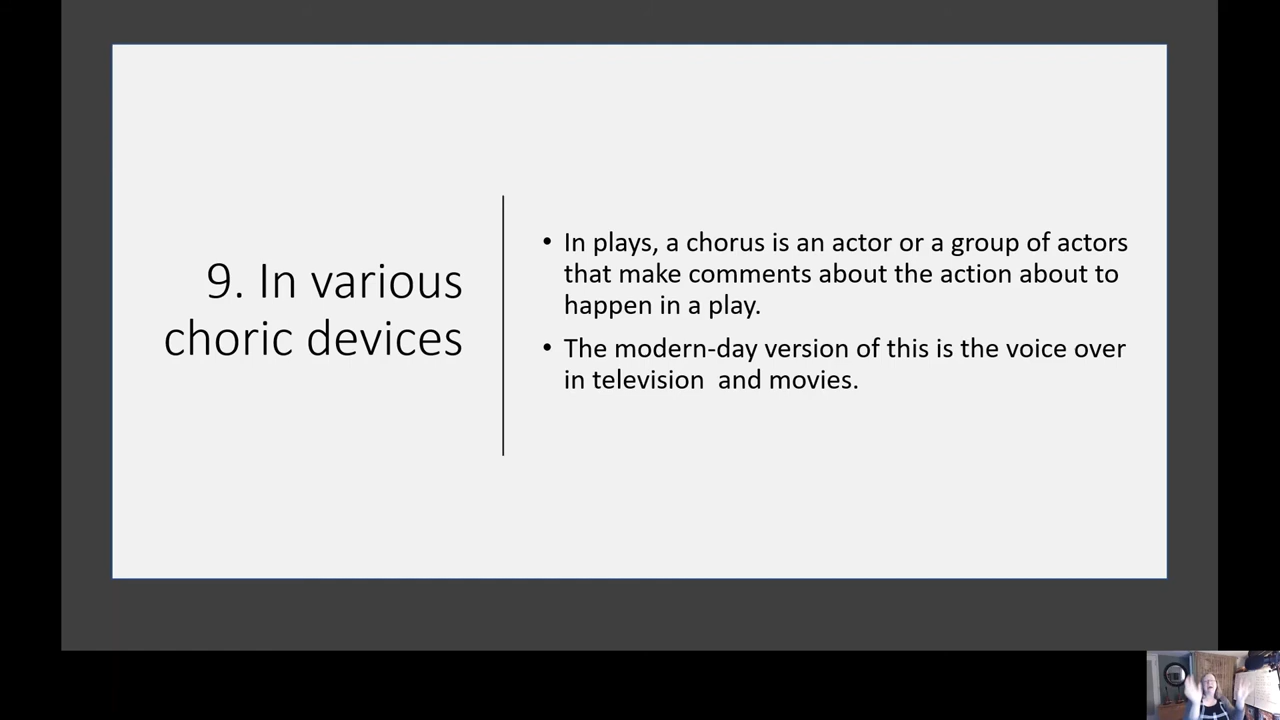 9. In various
choric devices
• In plays, a chorus is an actor or a group of actors
that make comments about the action about to
happen in a play.
• The modern-day version of this is the voice over
in television  and movies.